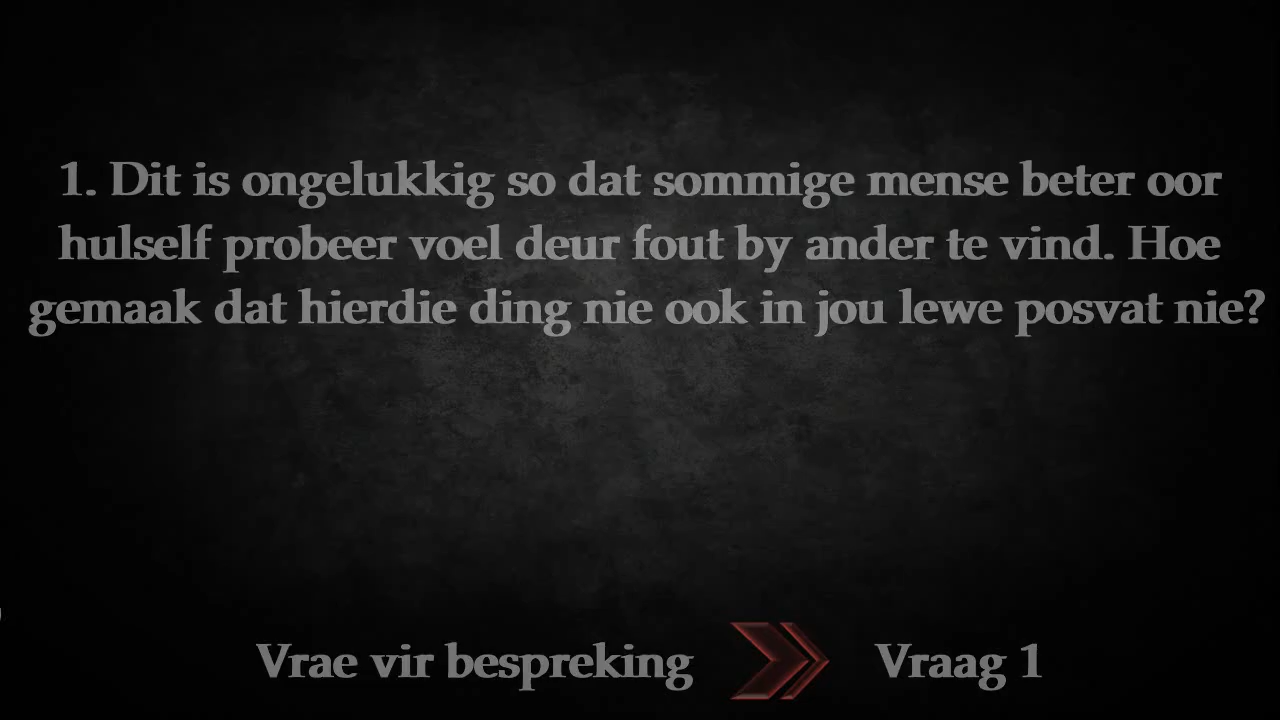 1. Dit is ongelukkig so dat sommige mense beter oor
hulself probeer voel deur fout by ander te vind. Hoe
gemaak dat hierdie ding nie ook in jou lewe posvat nie?
Vrae vir bespreking
Vraag 1